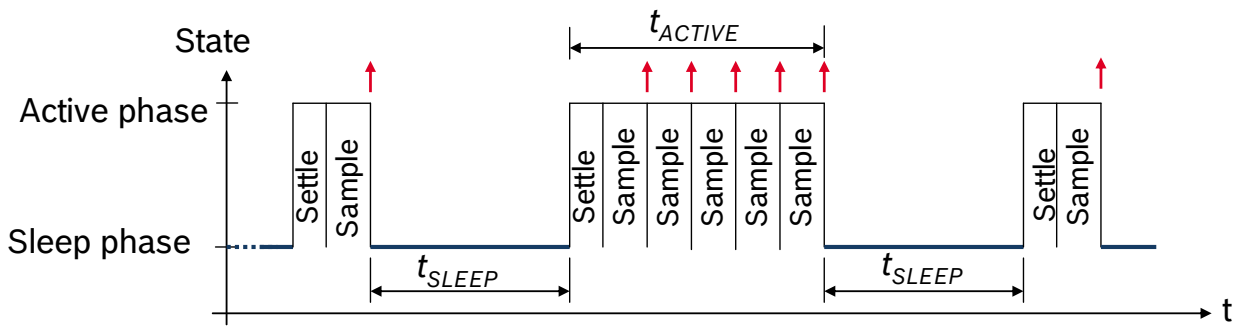 t_ACTIVE
State
Active phase
Settle
Sample
Settle
Sample
Sample
Sample
Sample
Sample
Settle
Sample
Sleep phase
t_SLEEP
t_SLEEP
t